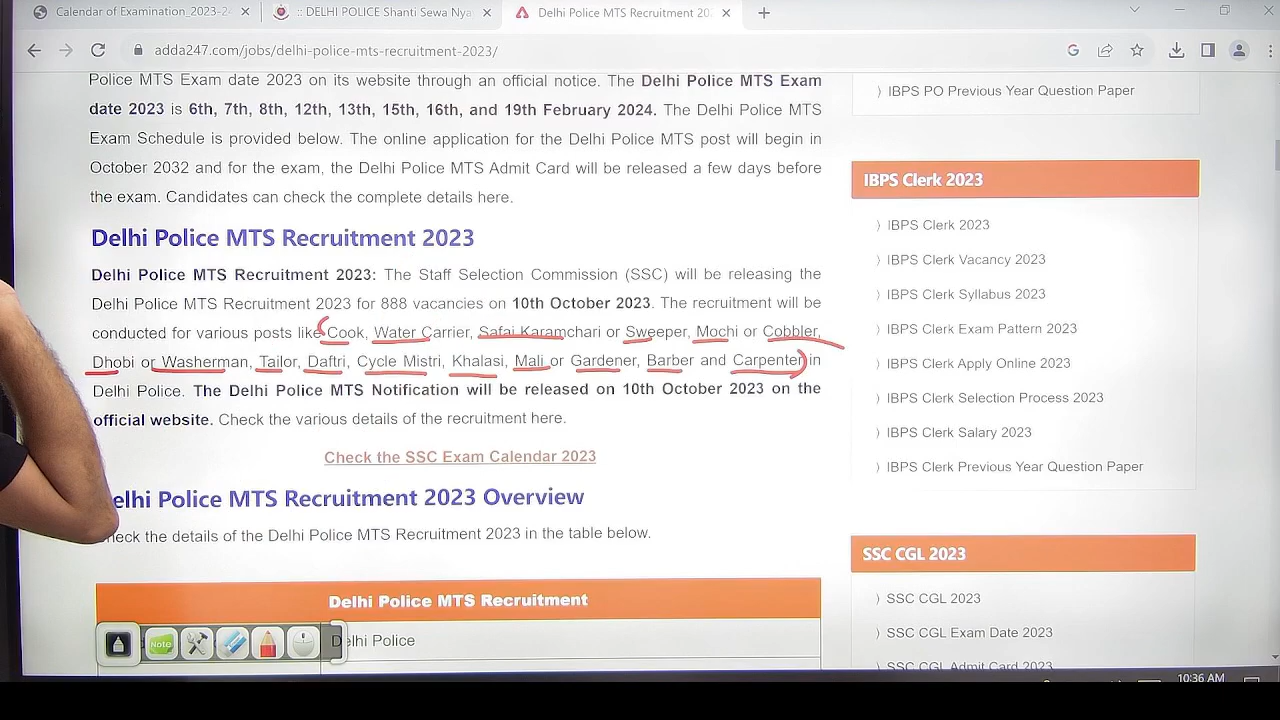 Calendar of Examination_2023-24
:: DELHI POLICE Shanti Sewa Nya
Delhi Police MTS Recruitment 20
adda247.com/jobs/delhi-police-mts-recruitment-2023/
Police MTS Exam date 2023 on its website through an official notice. The Delhi Police MTS Exam
date 2023 is 6th, 7th, 8th, 12th, 13th, 15th, 16th, and 19th February 2024. The Delhi Police MTS
Exam Schedule is provided below. The online application for the Delhi Police MTS post will begin in
October 2032 and for the exam, the Delhi Police MTS Admit Card will be released a few days before
the exam. Candidates can check the complete details here.
Delhi Police MTS Recruitment 2023
Delhi Police MTS Recruitment 2023: The Staff Selection Commission (SSC) will be releasing the
Delhi Police MTS Recruitment 2023 for 888 vacancies on 10th October 2023. The recruitment will be
conducted for various posts like Cook, Water Carrier, Safai Karamchari or Sweeper, Mochi or Cobbler,
Dhobi or Washerman, Tailor, Daftri, Cycle Mistri, Khalasi, Mali or Gardener, Barber and Carpenter in
Delhi Police. The Delhi Police MTS Notification will be released on 10th October 2023 on the
official website. Check the various details of the recruitment here.
Check the SSC Exam Calendar 2023
elhi Police MTS Recruitment 2023 Overview
heck the details of the Delhi Police MTS Recruitment 2023 in the table below.
Delhi Police MTS Recruitment
Delhi Police
Note
IBPS PO Previous Year Question Paper
IBPS Clerk 2023
IBPS Clerk 2023
IBPS Clerk Vacancy 2023
IBPS Clerk Syllabus 2023
IBPS Clerk Exam Pattern 2023
IBPS Clerk Apply Online 2023
IBPS Clerk Selection Process 2023
IBPS Clerk Salary 2023
IBPS Clerk Previous Year Question Paper
SSC CGL 2023
SSC CGL 2023
SSC CGL Exam Date 2023
SSC CGL Admit Card 2023
10:36 AM